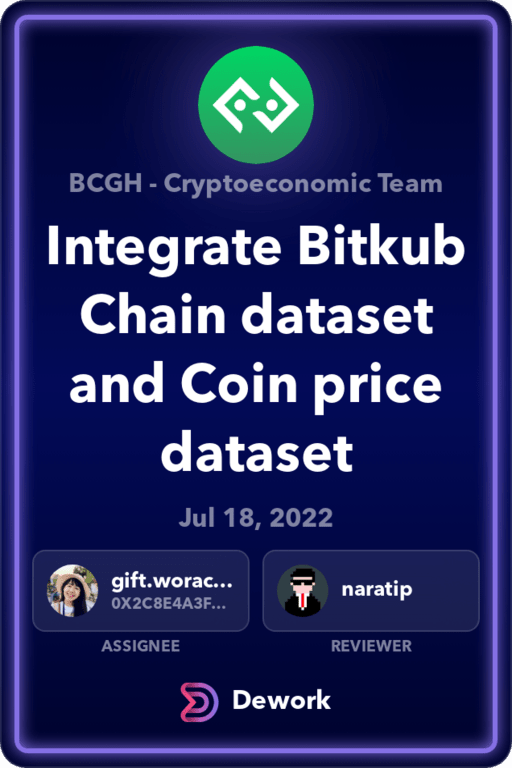 BCGH - Cryptoeconomic Team
Integrate Bitkub
Chain dataset
and Coin price
dataset
Jul 18, 2022
gift.worac...
0X2C8E4A3F...
naratip
ASSIGNEE
REVIEWER
Dework